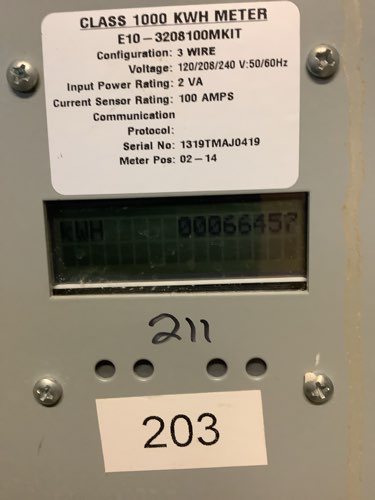 CLASS 1000 KWH METER
E10-3208100MKIT
Configuration: 3 WIRE
Voltage: 120/208/240 V:50/60Hz
Input Power Rating: 2 VA
Current Sensor Rating: 100 AMPS
Communication
Protocol:
Serial No: 1319TMAJ0419
Meter Pos: 02-14
KWH
211
203